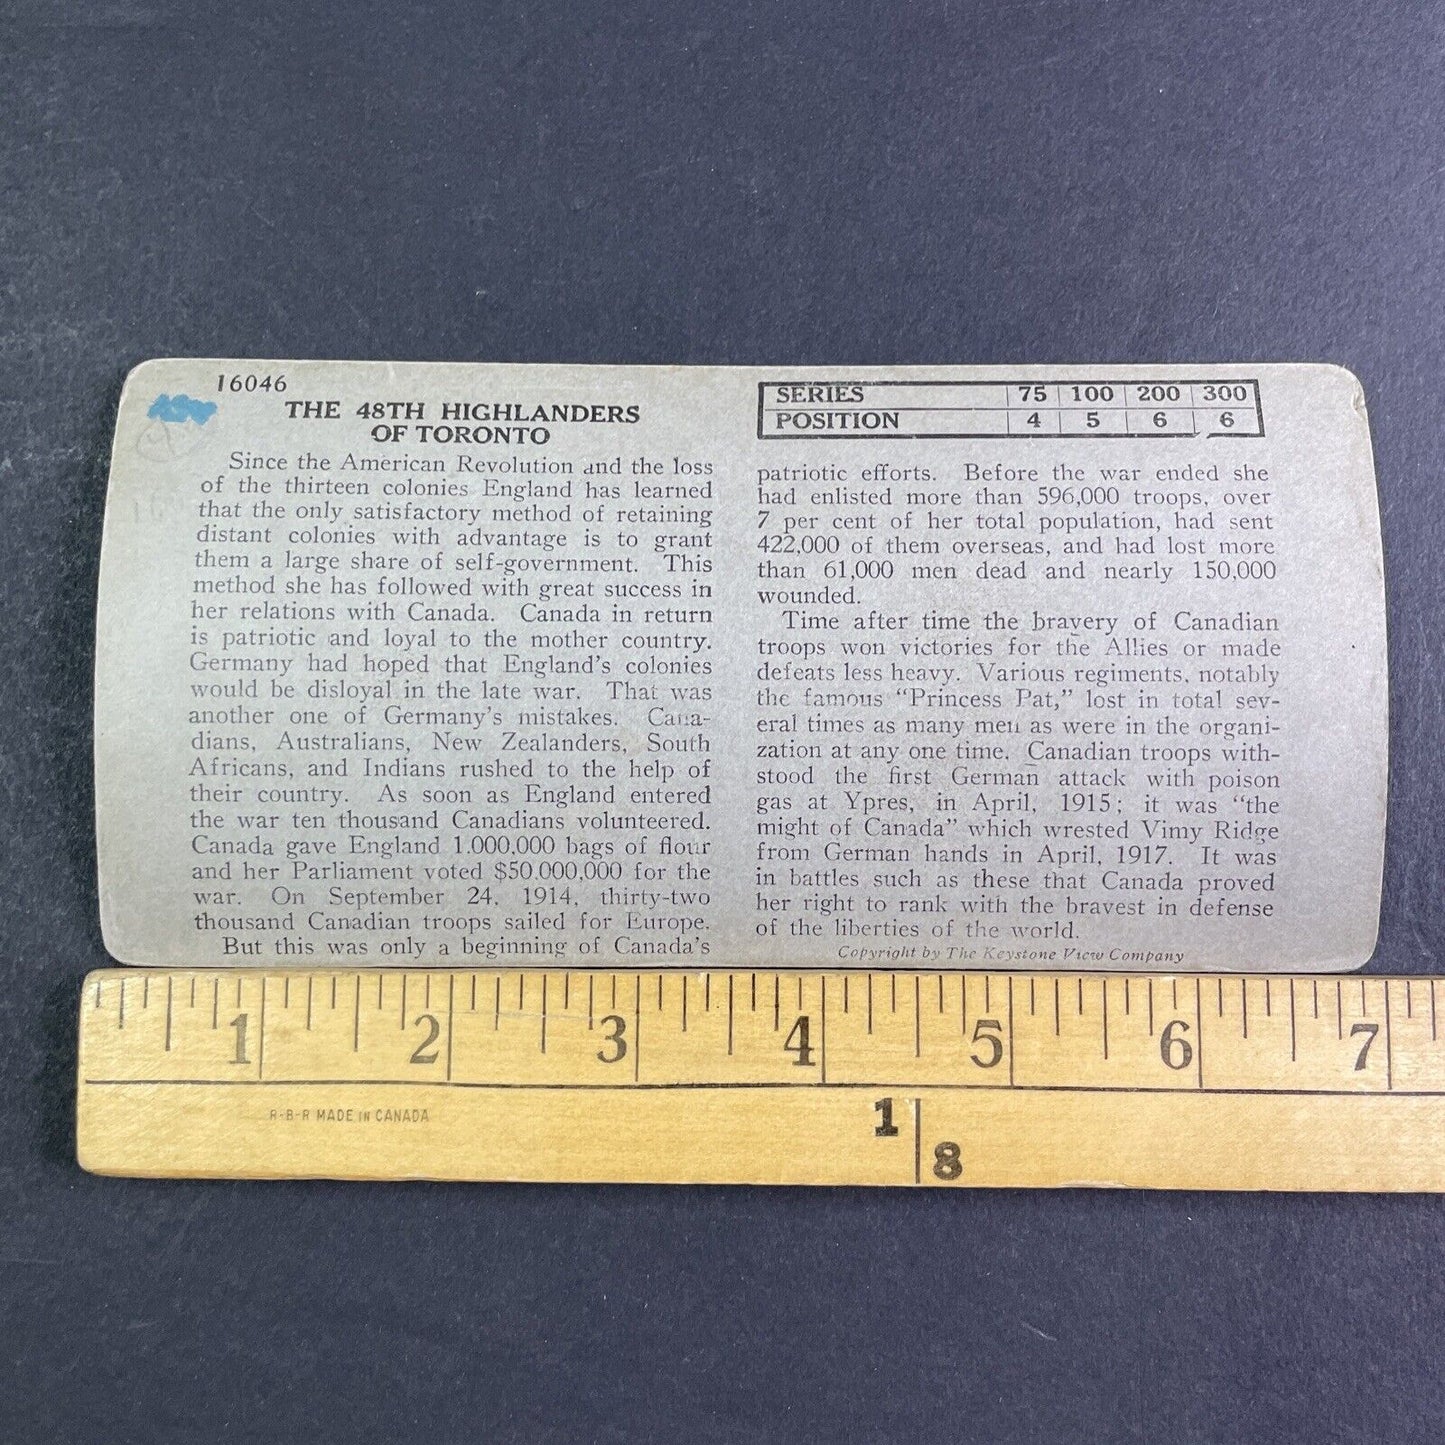 16046
THE 48TH HIGHLANDERS
OF TORONTO
Since the American Revolution and the loss
of the thirteen colonies England has learned
that the only satisfactory method of retaining
distant colonies with advantage is to grant
them a large share of self-government. This
method she has followed with great success in
her relations with Canada. Canada in return
is patriotic and loyal to the mother country.
Germany had hoped that England's colonies
would be disloyal in the late war. That was
another one of Germany's mistakes. Cana-
dians, Australians, New Zealanders, South
Africans, and Indians rushed to the help of
their country. As soon as England entered
the war ten thousand Canadians volunteered.
Canada gave England 1.000,000 bags of flour
and her Parliament voted $50.000,000 for the
war. On September 24, 1914, thirty-two
thousand Canadian troops sailed for Europe.
But this was only a beginning of Canada's
SERIES 75 100 200 300
POSITION 4 5 6 6
patriotic efforts. Before the war ended she
had enlisted more than 596,000 troops, over
7 per cent of her total population, had sent
422,000 of them overseas, and had lost more
than 61,000 men dead and nearly 150,000
wounded.
Time after time the bravery of Canadian
troops won victories for the Allies or made
defeats less heavy. Various regiments, notably
the famous "Princess Pat," lost in total sev-
eral times as many men as were in the organi-
zation at any one time. Canadian troops with-
stood the first German attack with poison
gas at Ypres, in April, 1915; it was "the
might of Canada" which wrested Vimy Ridge
from German hands in April, 1917. It was
in battles such as these that Canada proved
her right to rank with the bravest in defense
of the liberties of the world.
Copyright by The Keystone View Company
1 2 3 4 5 6 7
R-B-R MADE IN CANADA
1
8